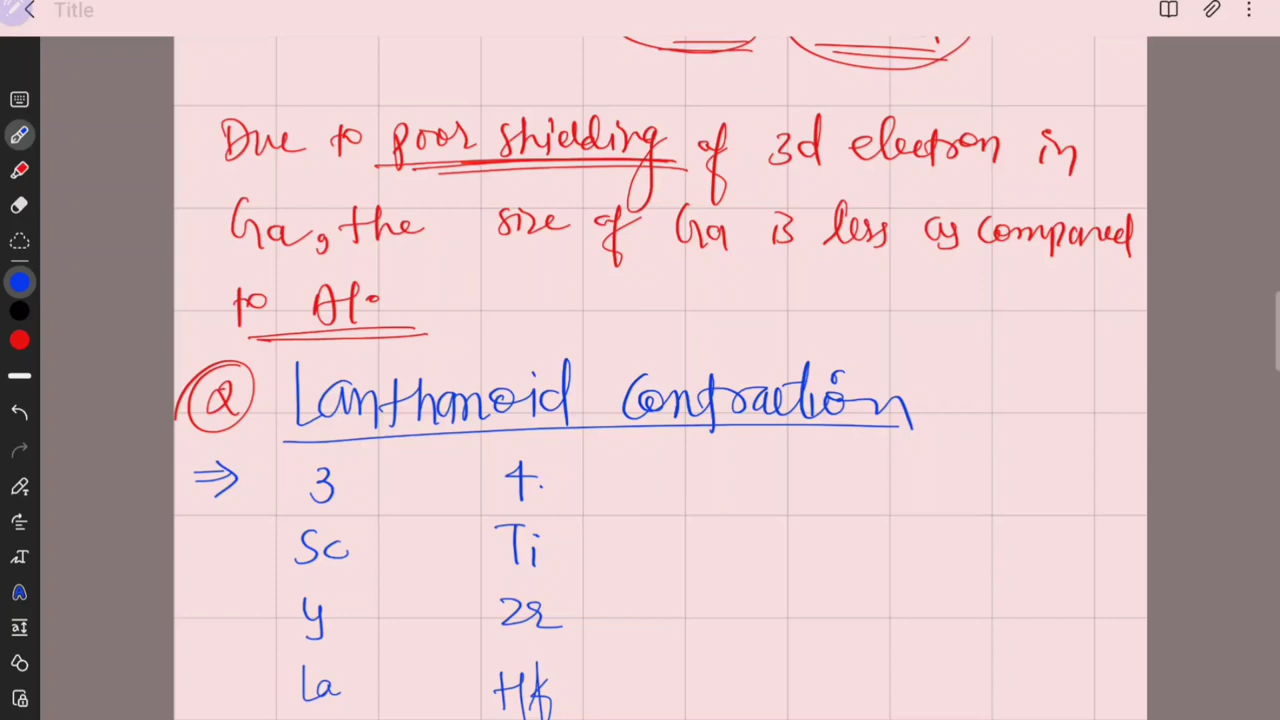 Title
Due to poor shielding of 3d electron in
Ga, the size of Ga is less as compared
to Al.
2 Lanthanoid Contraction
⇒ 3 4
Sc Ti
Y Zr
La Hf